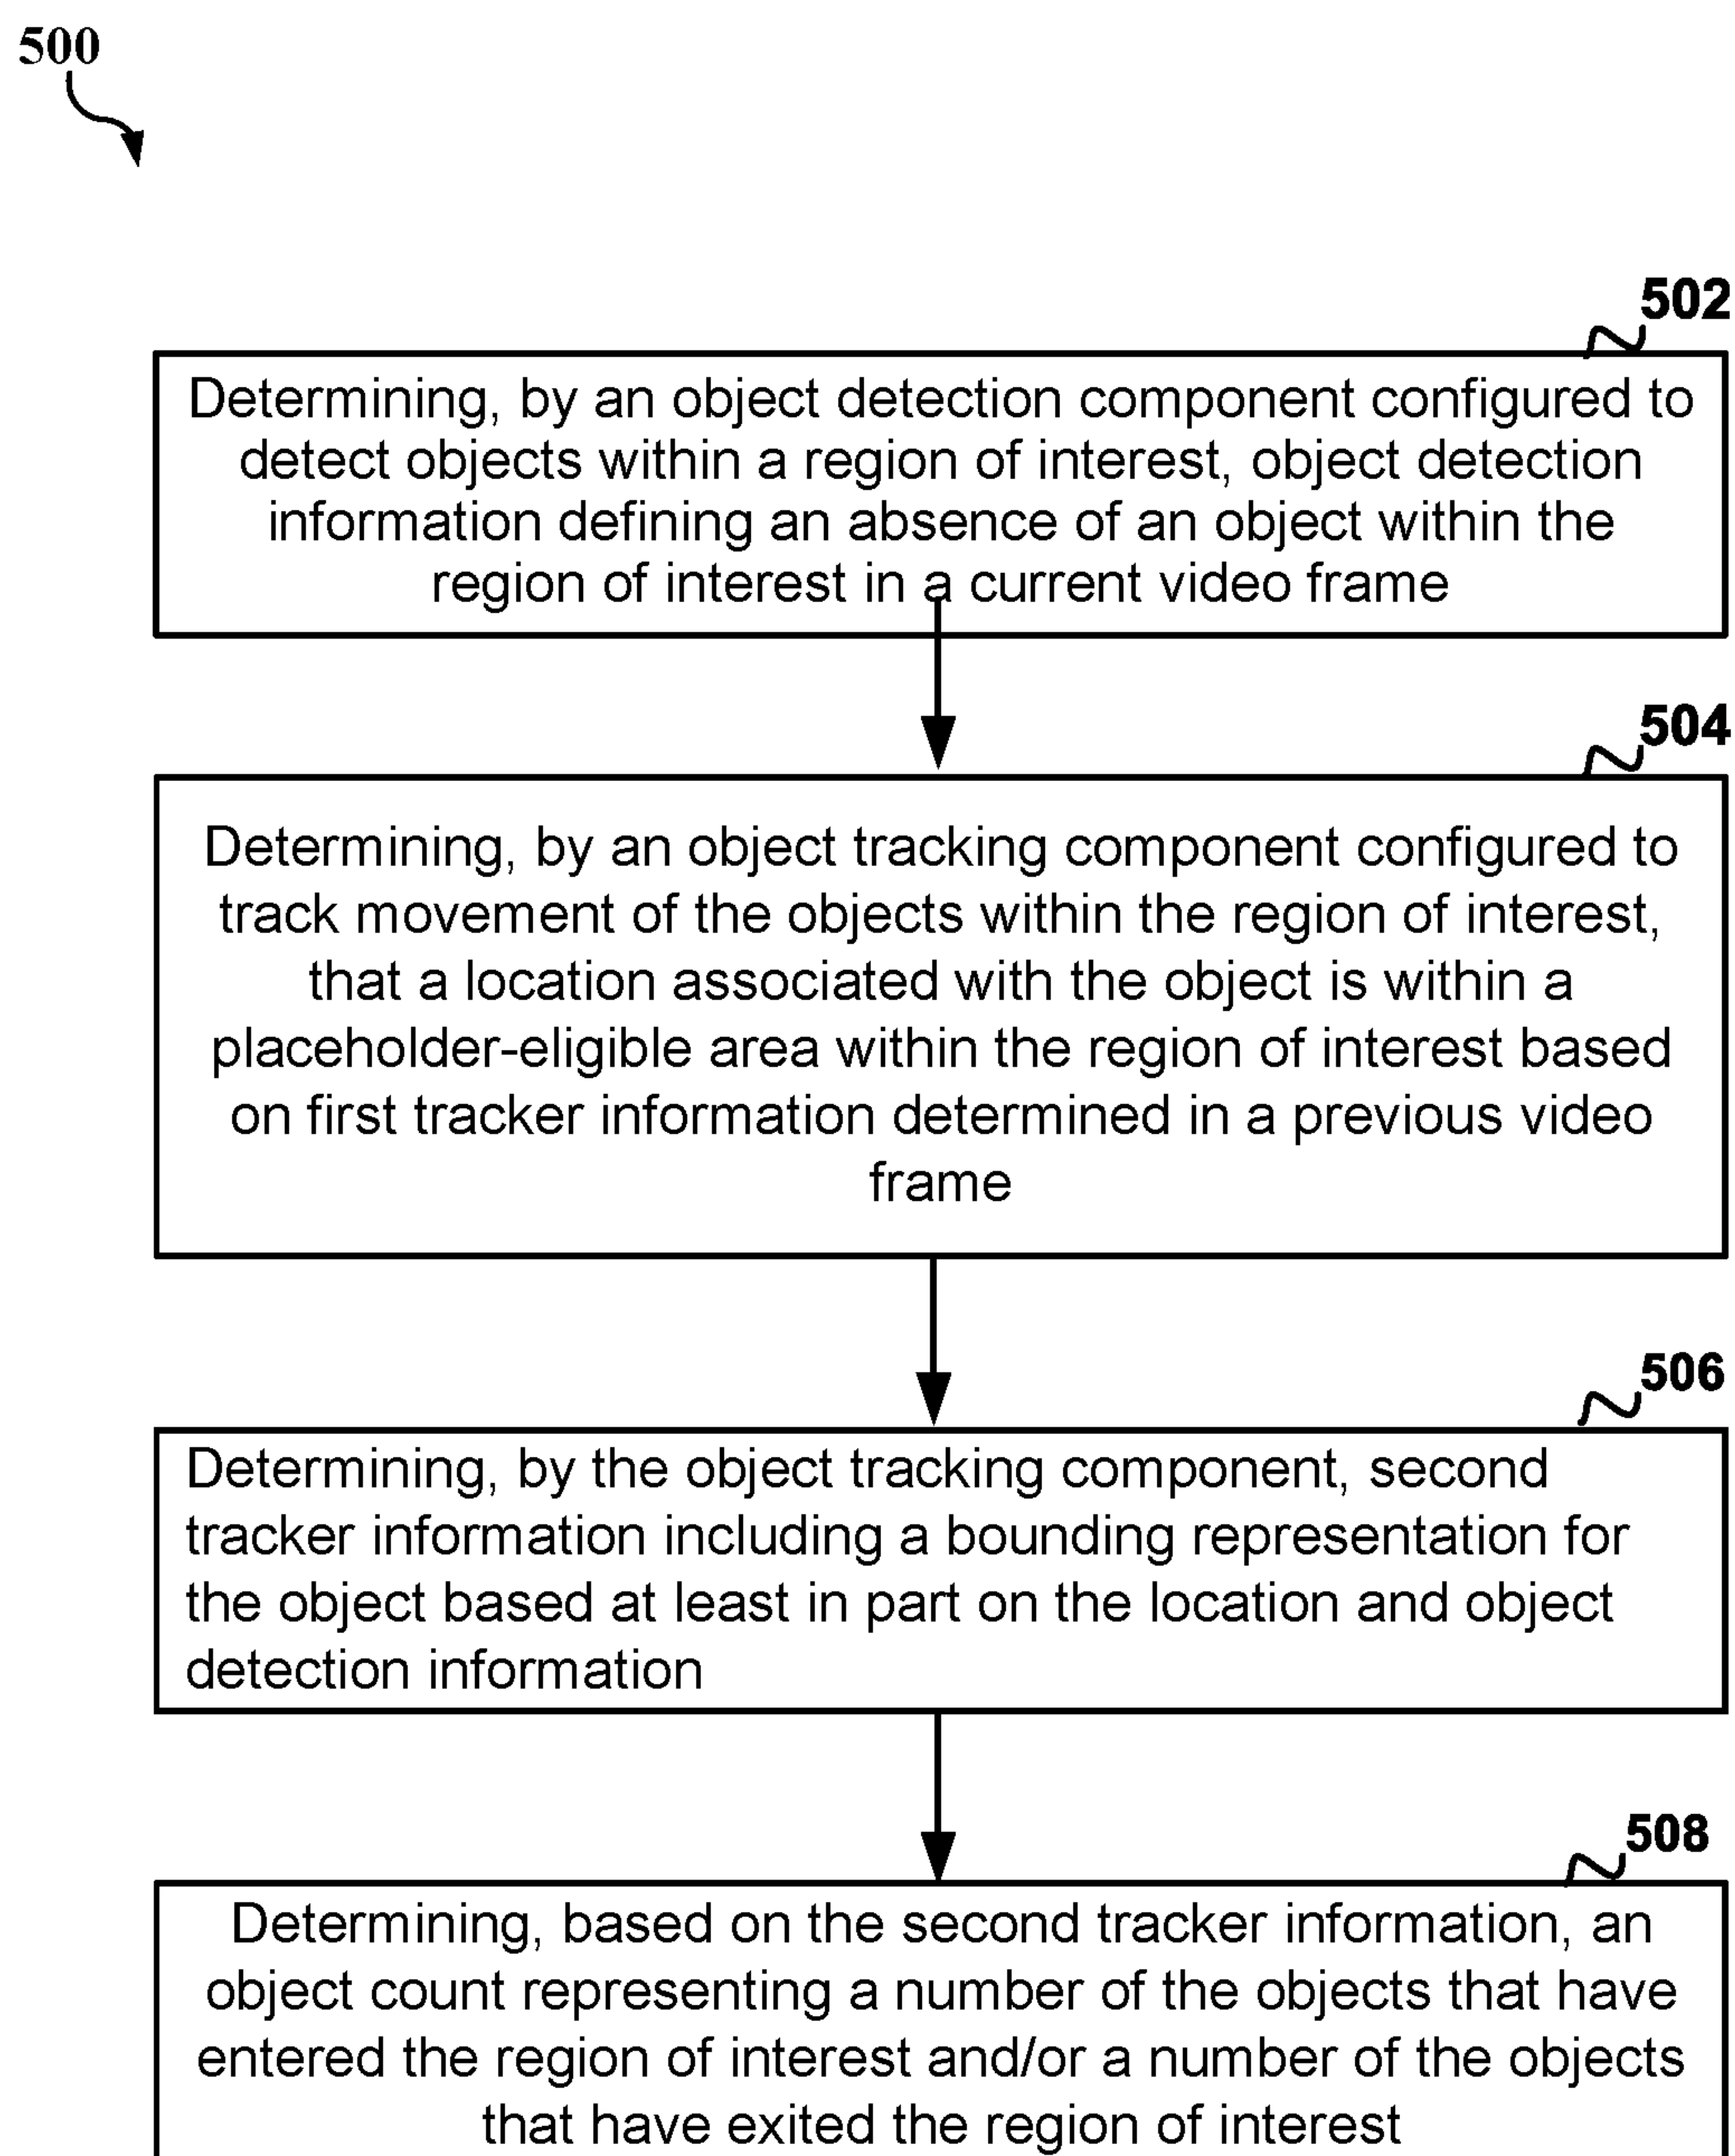 500
502
Determining, by an object detection component configured to
detect objects within a region of interest, object detection
information defining an absence of an object within the
region of interest in a current video frame
504
Determining, by an object tracking component configured to
track movement of the objects within the region of interest,
that a location associated with the object is within a
placeholder-eligible area within the region of interest based
on first tracker information determined in a previous video
frame
506
Determining, by the object tracking component, second
tracker information including a bounding representation for
the object based at least in part on the location and object
detection information
508
Determining, based on the second tracker information, an
object count representing a number of the objects that have
entered the region of interest and/or a number of the objects
that have exited the region of interest